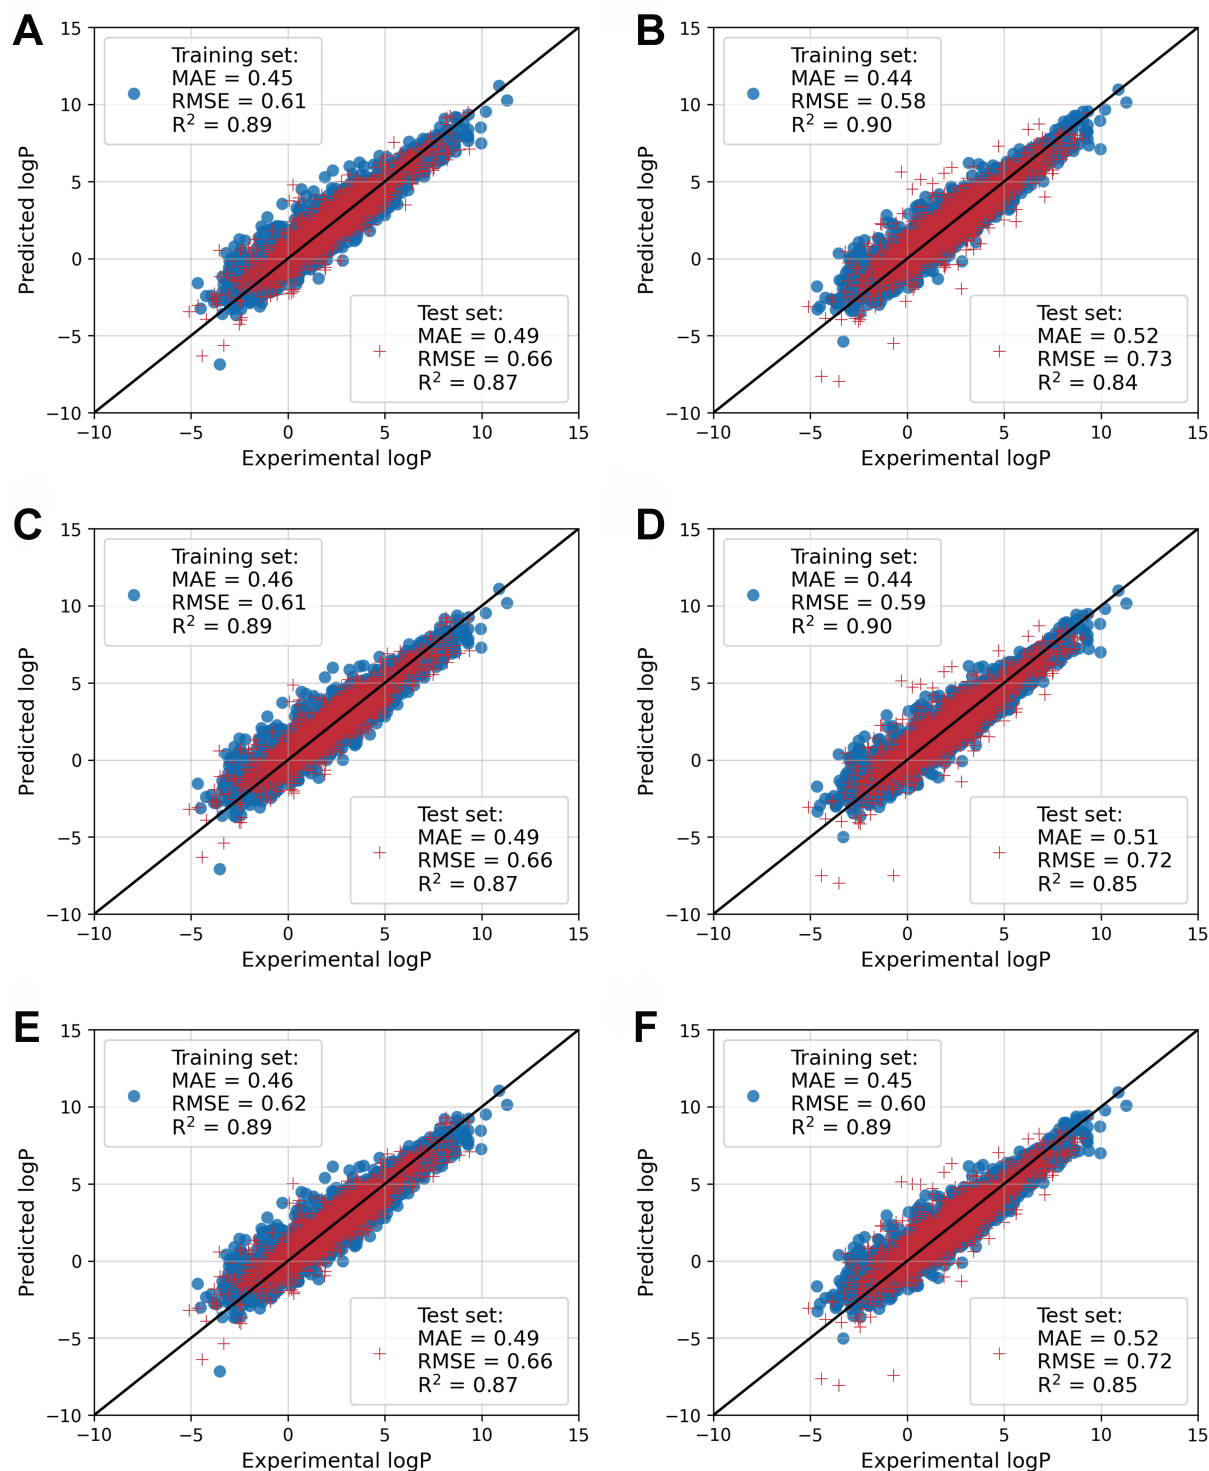 A
15
10
5
0
−5
−10
−10
−5
0
5
10
15
Predicted logP
Experimental logP
Training set:
MAE = 0.45
RMSE = 0.61
R² = 0.89
Test set:
MAE = 0.49
RMSE = 0.66
R² = 0.87
B
15
10
5
0
−5
−10
−10
−5
0
5
10
15
Predicted logP
Experimental logP
Training set:
MAE = 0.44
RMSE = 0.58
R² = 0.90
Test set:
MAE = 0.52
RMSE = 0.73
R² = 0.84
C
15
10
5
0
−5
−10
−10
−5
0
5
10
15
Predicted logP
Experimental logP
Training set:
MAE = 0.46
RMSE = 0.61
R² = 0.89
Test set:
MAE = 0.49
RMSE = 0.66
R² = 0.87
D
15
10
5
0
−5
−10
−10
−5
0
5
10
15
Predicted logP
Experimental logP
Training set:
MAE = 0.44
RMSE = 0.59
R² = 0.90
Test set:
MAE = 0.51
RMSE = 0.72
R² = 0.85
E
15
10
5
0
−5
−10
−10
−5
0
5
10
15
Predicted logP
Experimental logP
Training set:
MAE = 0.46
RMSE = 0.62
R² = 0.89
Test set:
MAE = 0.49
RMSE = 0.66
R² = 0.87
F
15
10
5
0
−5
−10
−10
−5
0
5
10
15
Predicted logP
Experimental logP
Training set:
MAE = 0.45
RMSE = 0.60
R² = 0.89
Test set:
MAE = 0.52
RMSE = 0.72
R² = 0.85